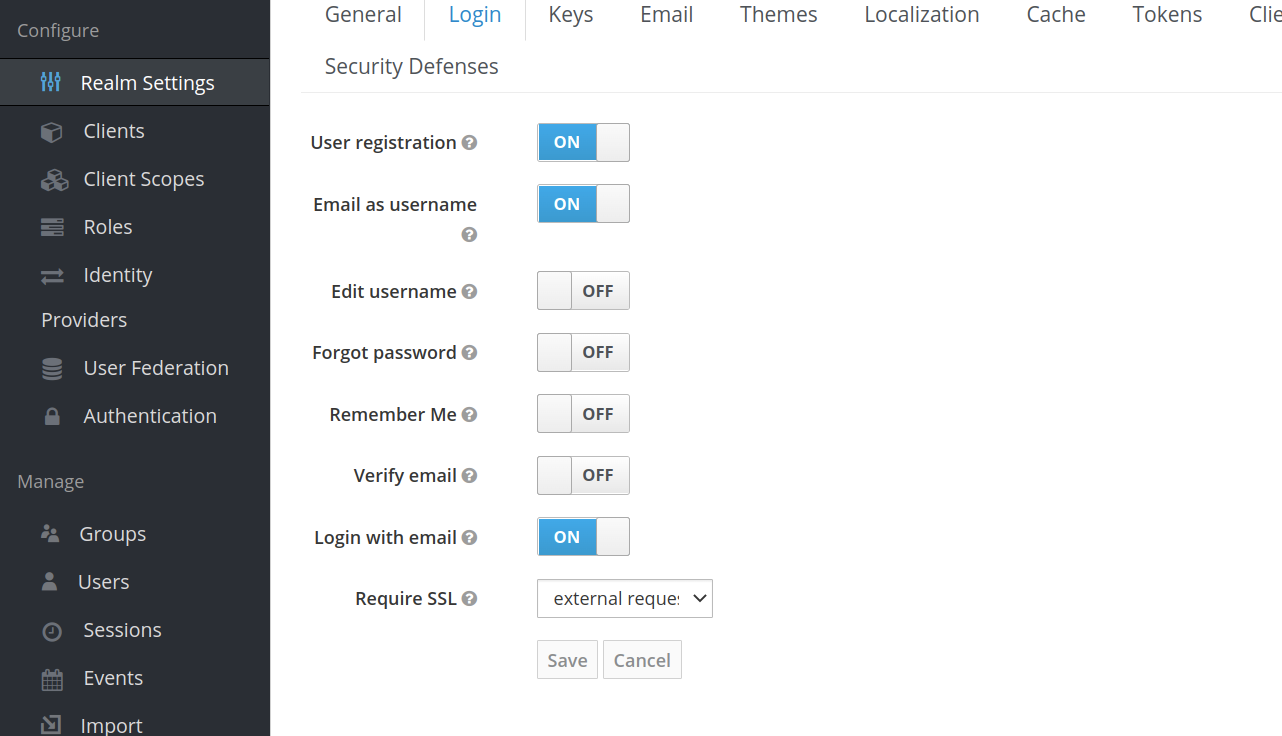 Configure
Realm Settings
Clients
Client Scopes
Roles
Identity
Providers
User Federation
Authentication
Manage
Groups
Users
Sessions
Events
Import
General Login Keys Email Themes Localization Cache Tokens Clie
Security Defenses
User registration ON
Email as username ON
Edit username OFF
Forgot password OFF
Remember Me OFF
Verify email OFF
Login with email ON
Require SSL external reques
Save Cancel